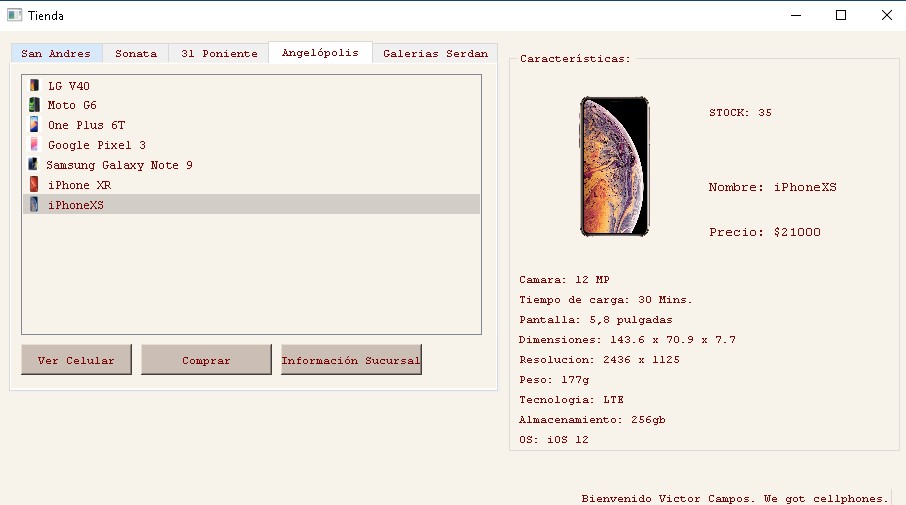 Tienda
San Andres
Sonata
31 Poniente
Angelópolis
Galerias Serdan
LG V40
Moto G6
One Plus 6T
Google Pixel 3
Samsung Galaxy Note 9
iPhone XR
iPhoneXS
Ver Celular
Comprar
Información Sucursal
Características:
STOCK: 35
Nombre: iPhoneXS
Precio: $21000
Camara: 12 MP
Tiempo de carga: 30 Mins.
Pantalla: 5,8 pulgadas
Dimensiones: 143.6 x 70.9 x 7.7
Resolucion: 2436 x 1125
Peso: 177g
Tecnologia: LTE
Almacenamiento: 256gb
OS: iOS 12
Bienvenido Victor Campos. We got cellphones.